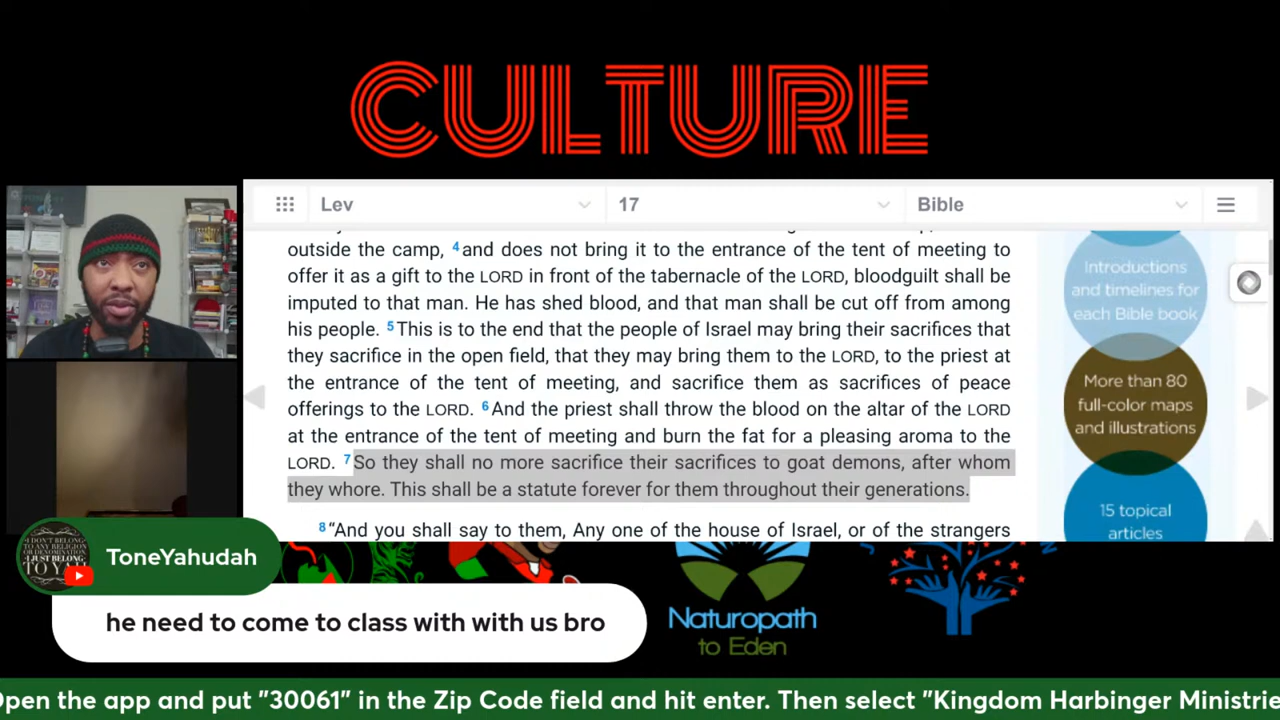 CULTURE
Lev
17
Bible
outside the camp, 4 and does not bring it to the entrance of the tent of meeting to
offer it as a gift to the LORD in front of the tabernacle of the LORD, bloodguilt shall be
imputed to that man. He has shed blood, and that man shall be cut off from among
his people. 5 This is to the end that the people of Israel may bring their sacrifices that
they sacrifice in the open field, that they may bring them to the LORD, to the priest at
the entrance of the tent of meeting, and sacrifice them as sacrifices of peace
offerings to the LORD. 6 And the priest shall throw the blood on the altar of the LORD
at the entrance of the tent of meeting and burn the fat for a pleasing aroma to the
LORD. 7 So they shall no more sacrifice their sacrifices to goat demons, after whom
they whore. This shall be a statute forever for them throughout their generations.
8 “And you shall say to them, Any one of the house of Israel, or of the strangers
Introductions
and timelines for
each Bible book
More than 80
full-color maps
and illustrations
15 topical
articles
I DON'T BELONG
TO ANY RELIGION
OR DENOMINATION
I JUST BELONG
TO YAH
ToneYahudah
he need to come to class with with us bro
Naturopath
to Eden
Open the app and put "30061" in the Zip Code field and hit enter. Then select "Kingdom Harbinger Ministrie